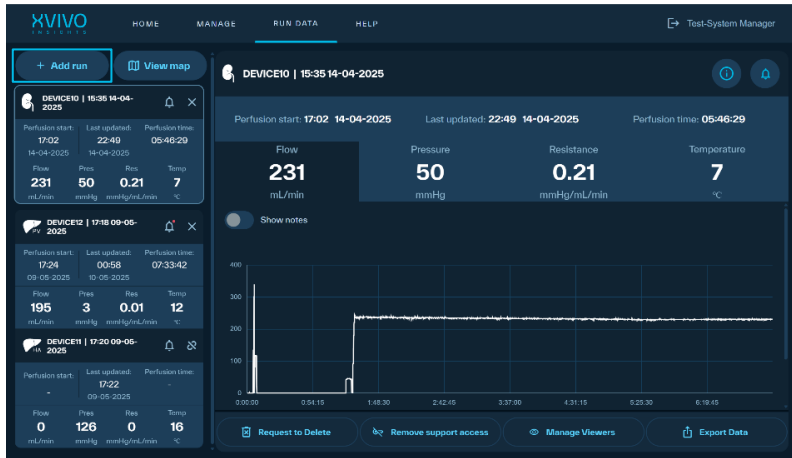 XVIVO
INSIGHTS
HOME MANAGE RUN DATA HELP
Test-System Manager
+ Add run
View map
DEVICE10 | 15:35 14-04-
2025
Perfusion start: Last updated: Perfusion time:
17:02 22:49 05:46:29
14-04-2025 14-04-2025
Flow Pres Res Temp
231 50 0.21 7
mL/min mmHg mmHg/mL/min °C
PV
DEVICE12 | 17:18 09-05-
2025
Perfusion start: Last updated: Perfusion time:
17:24 00:58 07:33:42
09-05-2025 10-05-2025
Flow Pres Res Temp
195 3 0.01 12
mL/min mmHg mmHg/mL/min °C
HA
DEVICE11 | 17:20 09-05-
2025
Perfusion start: Last updated: Perfusion time:
- 17:22 -
09-05-2025
Flow Pres Res Temp
0 126 0 16
mL/min mmHg mmHg/mL/min °C
DEVICE10 | 15:35 14-04-2025
Perfusion start: 17:02 14-04-2025 Last updated: 22:49 14-04-2025 Perfusion time: 05:46:29
Flow Pressure Resistance Temperature
231 50 0.21 7
mL/min mmHg mmHg/mL/min °C
Show notes
400
300
200
100
0
0:00:00 0:54:15 1:48:30 2:42:45 3:37:00 4:31:15 5:25:30 6:19:45
Request to Delete Remove support access Manage Viewers Export Data